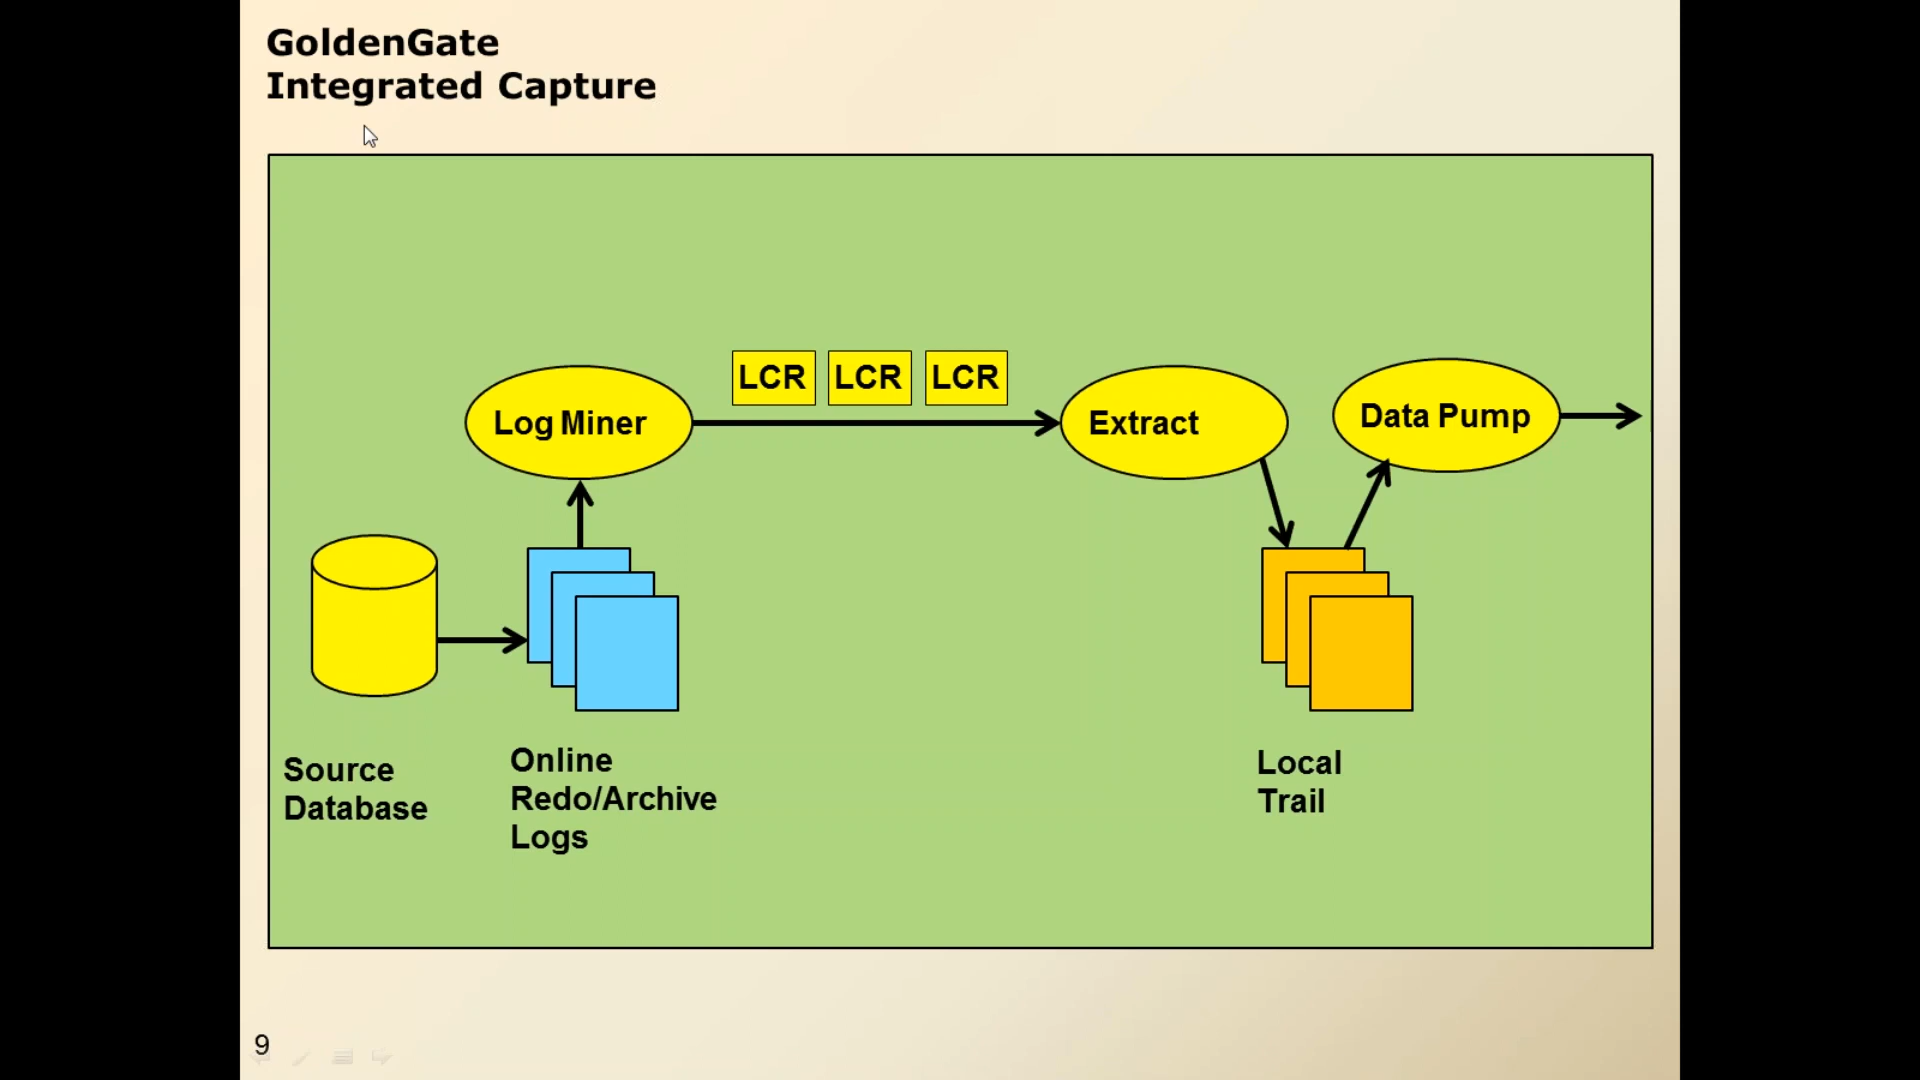 GoldenGate
Integrated Capture
LCR LCR LCR
Log Miner
Extract
Data Pump
Source
Database
Online
Redo/Archive
Logs
Local
Trail
9